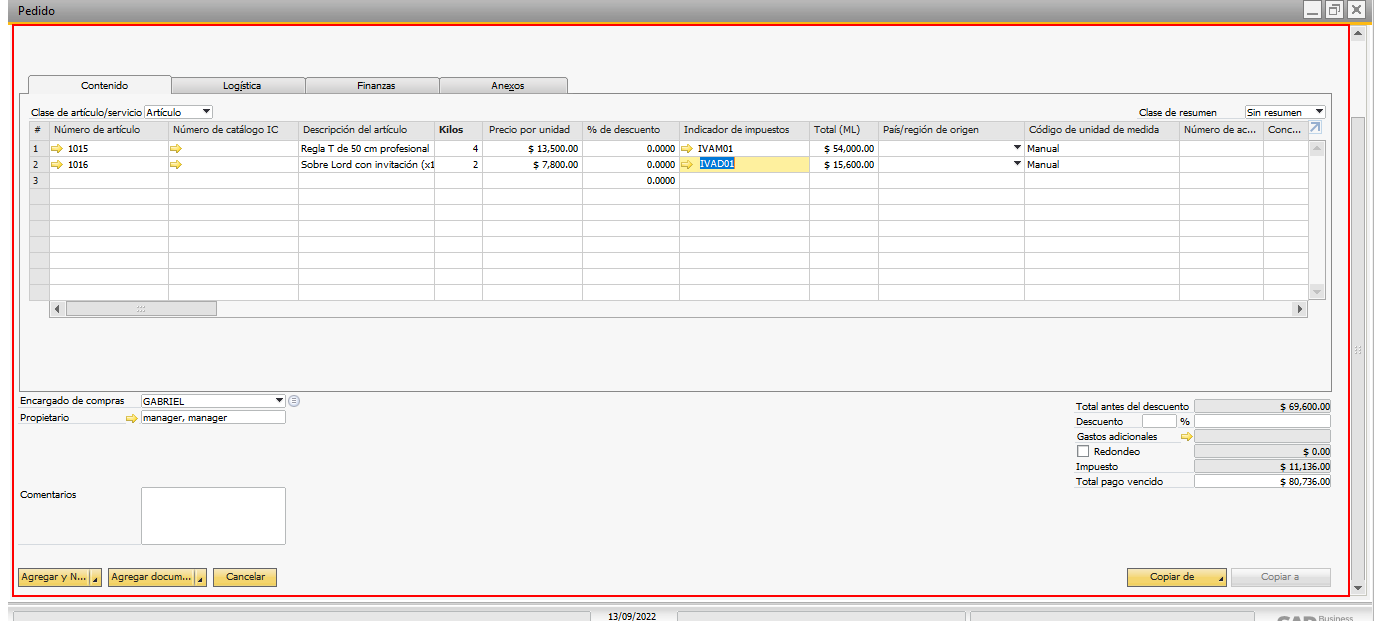 Pedido
Contenido Logística Finanzas Anexos
Clase de artículo/servicio Artículo Clase de resumen Sin resumen
# Número de artículo Número de catálogo IC Descripción del artículo Kilos Precio por unidad % de descuento Indicador de impuestos Total (ML) País/región de origen Código de unidad de medida Número de ac... Conc...
1 1015 Regla T de 50 cm profesional 4 $ 13,500.00 0.0000 IVAM01 $ 54,000.00 Manual
2 1016 Sobre Lord con invitación (x1 2 $ 7,800.00 0.0000 IVAD01 $ 15,600.00 Manual
3 0.0000
Encargado de compras GABRIEL
Propietario manager, manager
Total antes del descuento $ 69,600.00
Descuento %
Gastos adicionales
Redondeo $ 0.00
Impuesto $ 11,136.00
Total pago vencido $ 80,736.00
Comentarios
Agregar y N... Agregar docum... Cancelar Copiar de Copiar a
13/09/2022
SAP Business